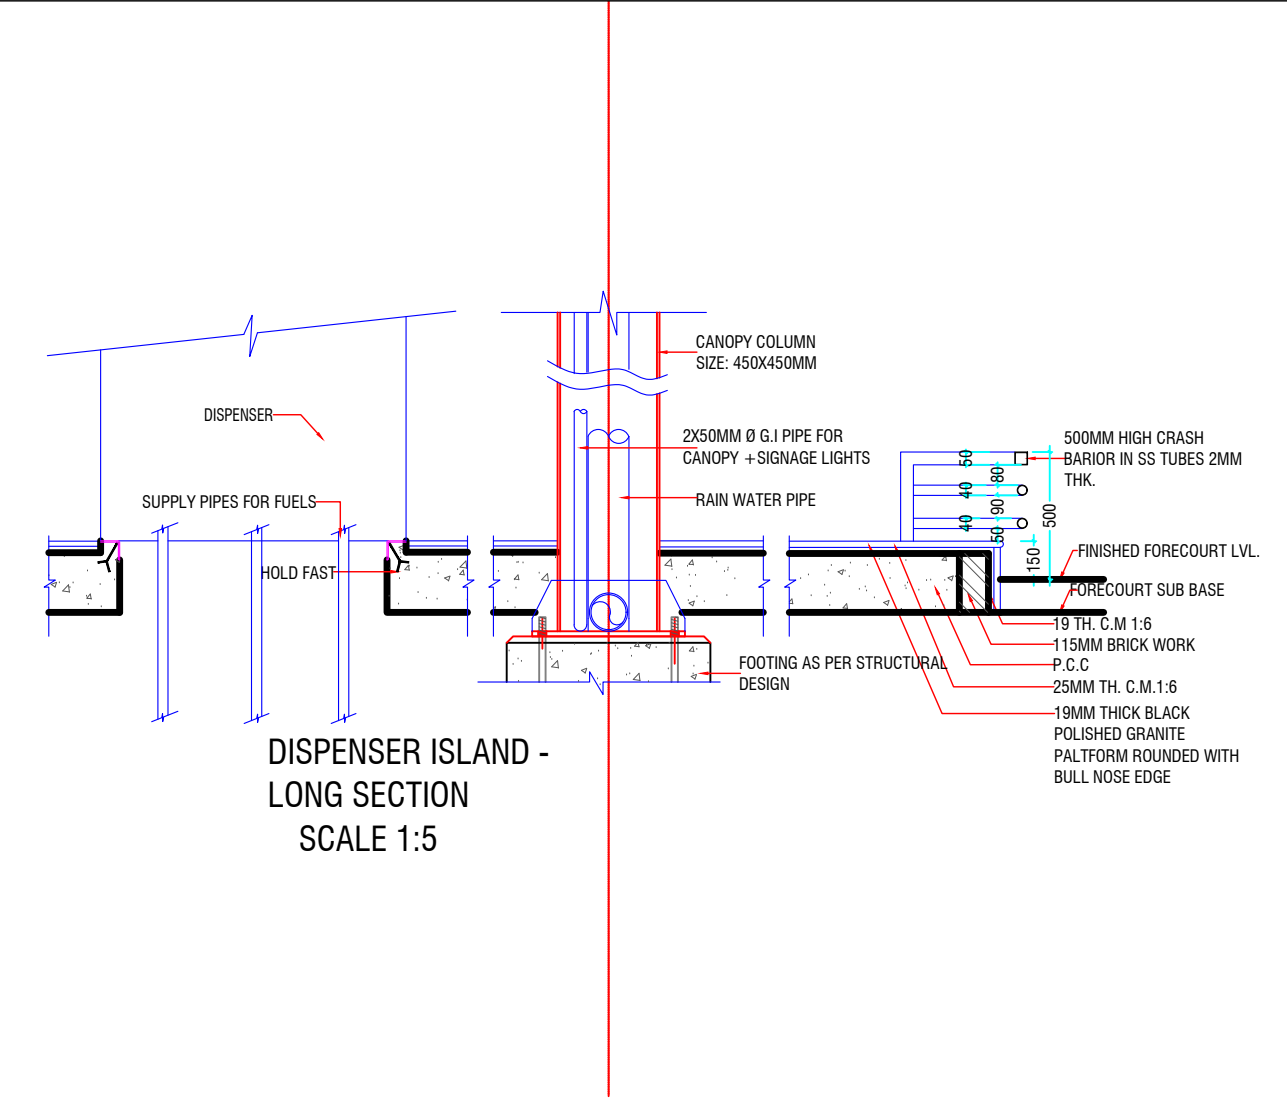 CANOPY COLUMN
SIZE: 450X450MM
DISPENSER
2X50MM Ø G.I PIPE FOR
CANOPY +SIGNAGE LIGHTS
500MM HIGH CRASH
BARIOR IN SS TUBES 2MM
THK.
SUPPLY PIPES FOR FUELS
RAIN WATER PIPE
50
80
40
90
40
50
500
150
HOLD FAST
FINISHED FORECOURT LVL.
FORECOURT SUB BASE
19 TH. C.M 1:6
115MM BRICK WORK
P.C.C
25MM TH. C.M.1:6
19MM THICK BLACK
POLISHED GRANITE
PALTFORM ROUNDED WITH
BULL NOSE EDGE
FOOTING AS PER STRUCTURAL
DESIGN
DISPENSER ISLAND -
LONG SECTION
SCALE 1:5